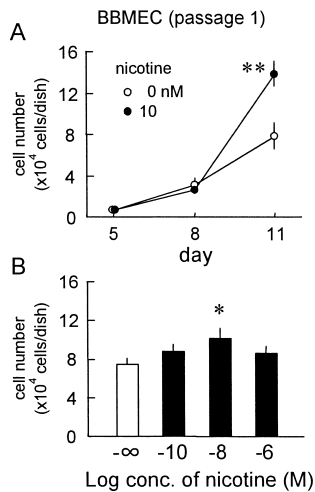 BBMEC (passage 1)
A
16
12
8
4
0
cell number
(x10⁴ cells/dish)
nicotine
○ 0 nM
● 10
**
5 8 11
day
B
16
12
8
4
0
cell number
(x10⁴ cells/dish)
*
-∞ -10 -8 -6
Log conc. of nicotine (M)